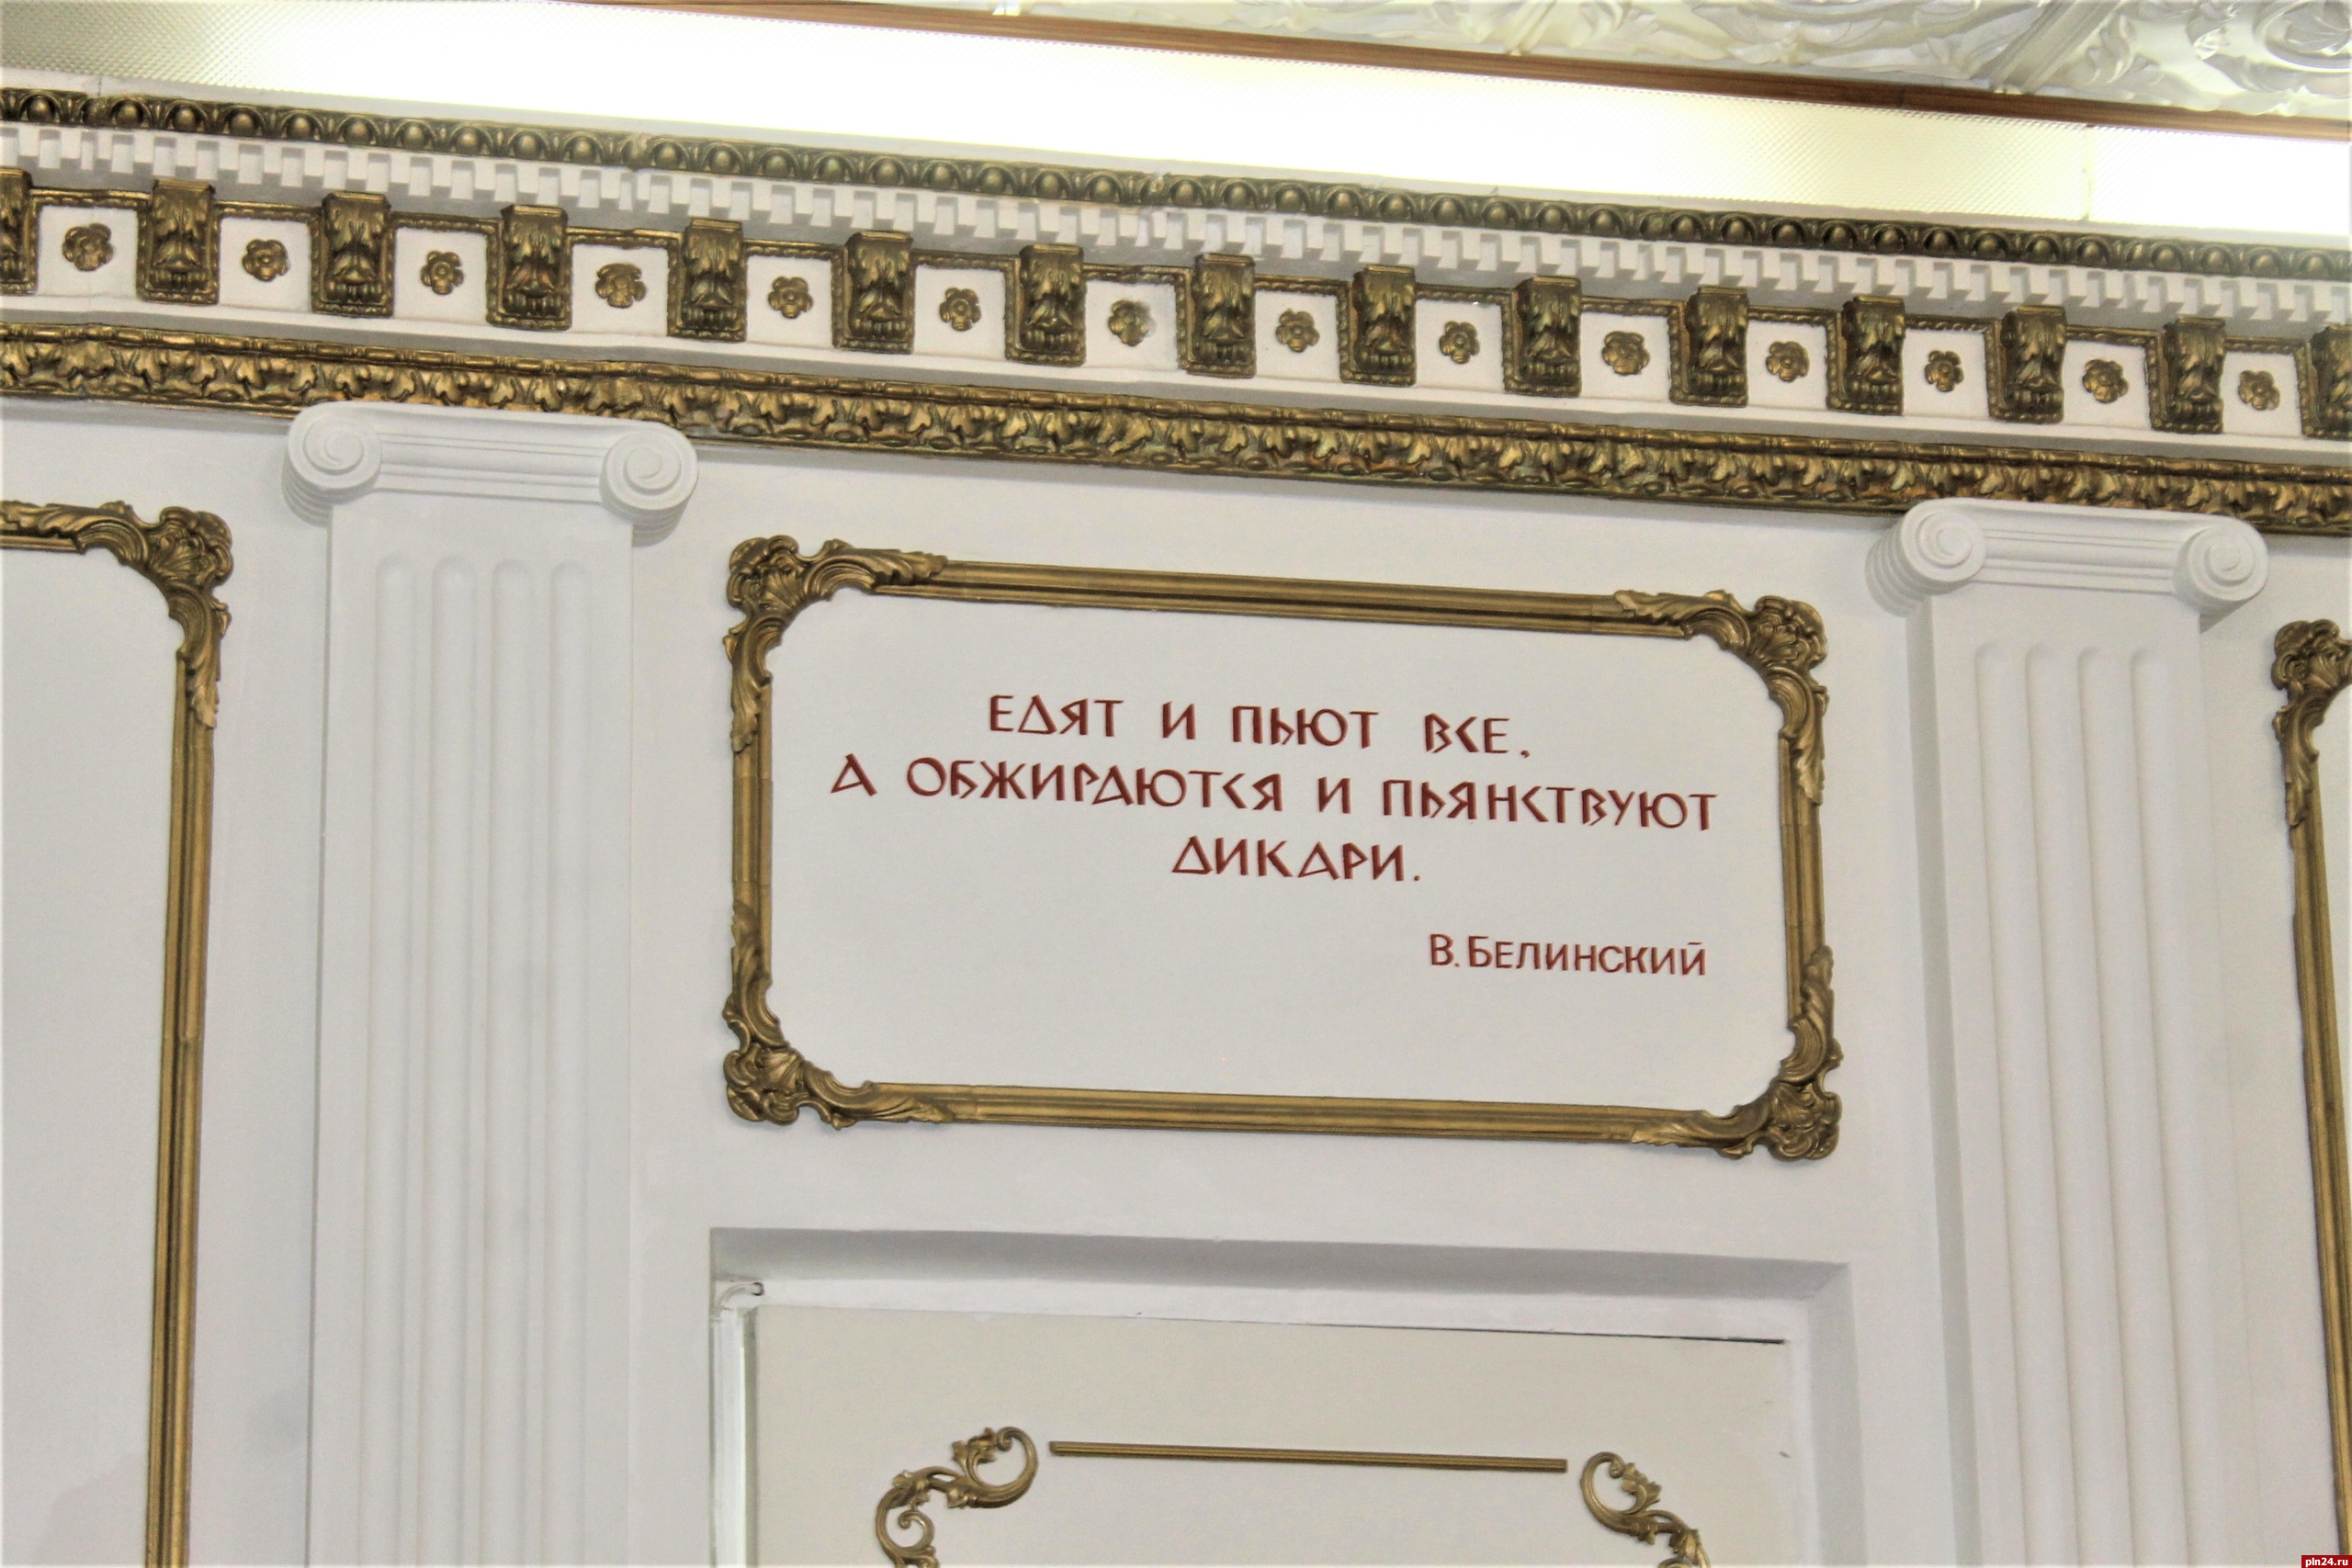 ЕДЯТ И ПЬЮТ ВСЕ,
А ОБЖИРАЮТСЯ И ПЬЯНСТВУЮТ
ДИКАРИ.
В. БЕЛИНСКИЙ
pln24.ru